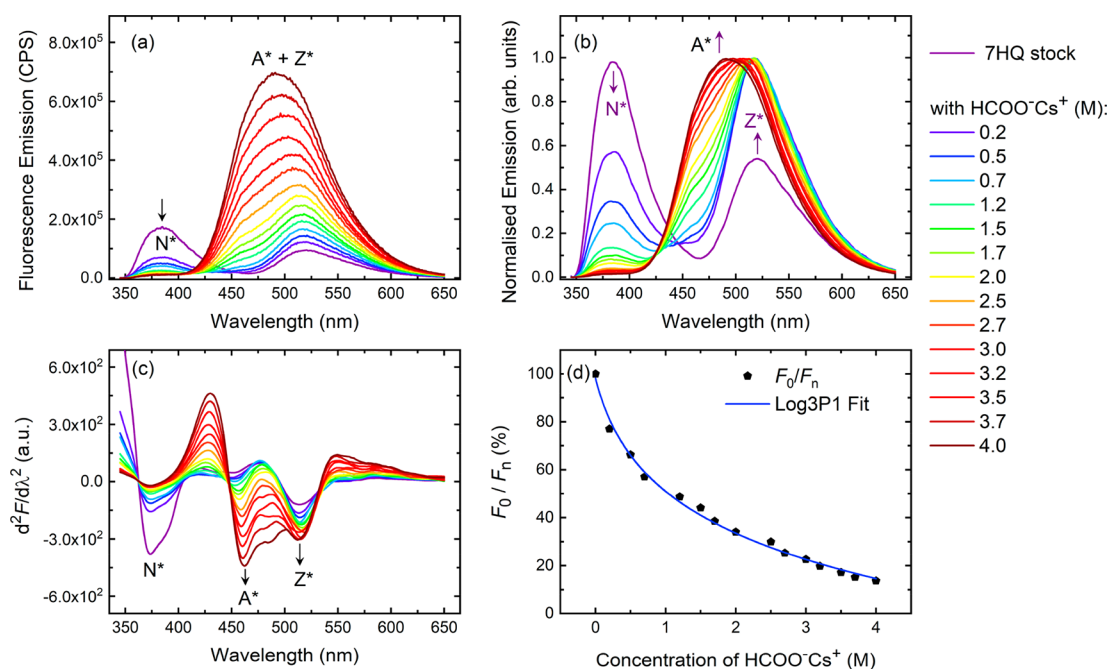 (a)
A* + Z*
N*
Fluorescence Emission (CPS)
8.0x10⁵
6.0x10⁵
4.0x10⁵
2.0x10⁵
0.0
350 400 450 500 550 600 650
Wavelength (nm)
(b)
A*
N*
Z*
Normalised Emission (arb. units)
1.0
0.8
0.6
0.4
0.2
0.0
350 400 450 500 550 600 650
Wavelength (nm)
7HQ stock
with HCOO⁻Cs⁺ (M):
0.2
0.5
0.7
1.2
1.5
1.7
2.0
2.5
2.7
3.0
3.2
3.5
3.7
4.0
(c)
N*
A*
Z*
d²F/dλ² (a.u.)
6.0x10²
3.0x10²
0.0
-3.0x10²
-6.0x10²
350 400 450 500 550 600 650
Wavelength (nm)
(d)
F₀/Fₙ
Log3P1 Fit
F₀ / Fₙ (%)
100
80
60
40
20
0
0 1 2 3 4
Concentration of HCOO⁻Cs⁺ (M)